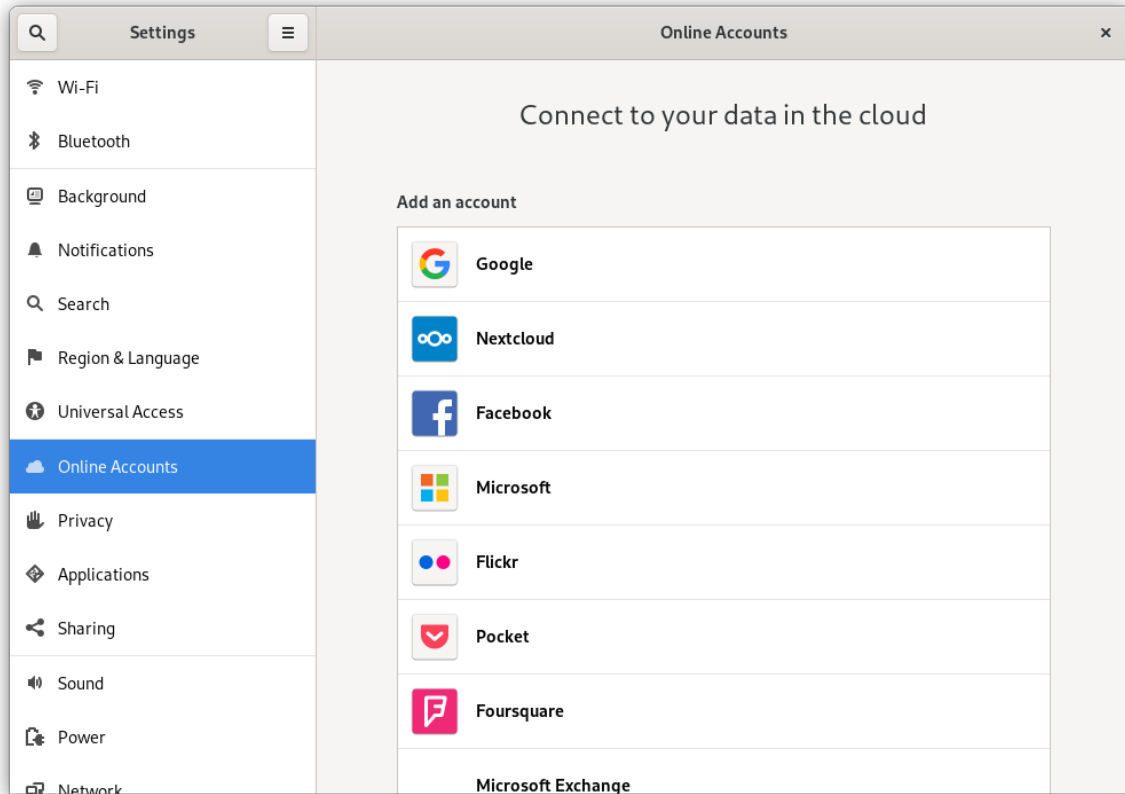 Settings
Online Accounts
Wi-Fi
Bluetooth
Background
Notifications
Search
Region & Language
Universal Access
Online Accounts
Privacy
Applications
Sharing
Sound
Power
Network
Connect to your data in the cloud
Add an account
Google
Nextcloud
Facebook
Microsoft
Flickr
Pocket
Foursquare
Microsoft Exchange